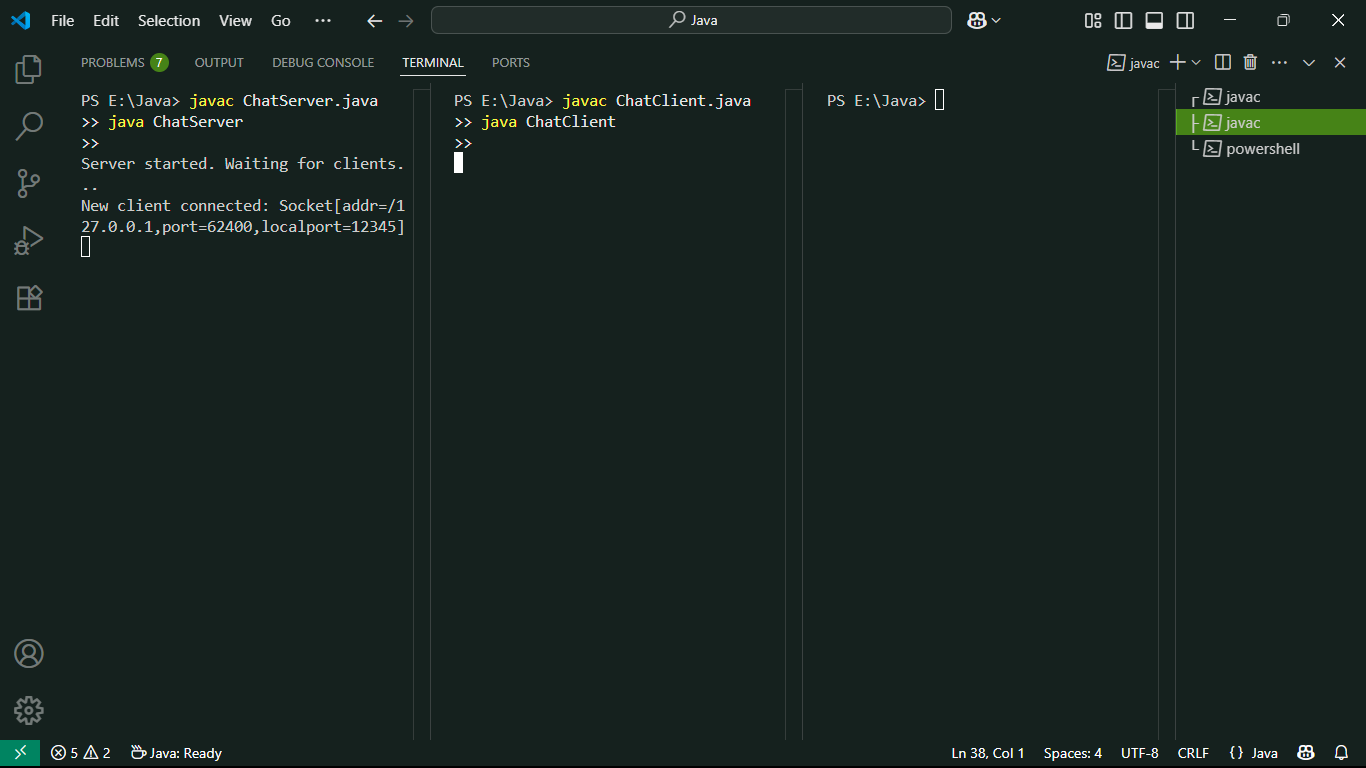 File Edit Selection View Go ··· Java
PROBLEMS 7 OUTPUT DEBUG CONSOLE TERMINAL PORTS javac
PS E:\Java> javac ChatServer.java
>> java ChatServer
>>
Server started. Waiting for clients.
..
New client connected: Socket[addr=/1
27.0.0.1,port=62400,localport=12345]
PS E:\Java> javac ChatClient.java
>> java ChatClient
>>
PS E:\Java>
javac
javac
powershell
5 2 Java: Ready Ln 38, Col 1 Spaces: 4 UTF-8 CRLF {} Java